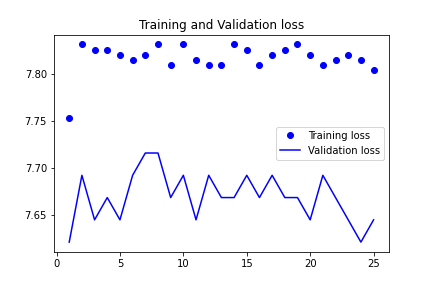 Training and Validation loss
7.80
7.75
7.70
7.65
Training loss
Validation loss
0 5 10 15 20 25